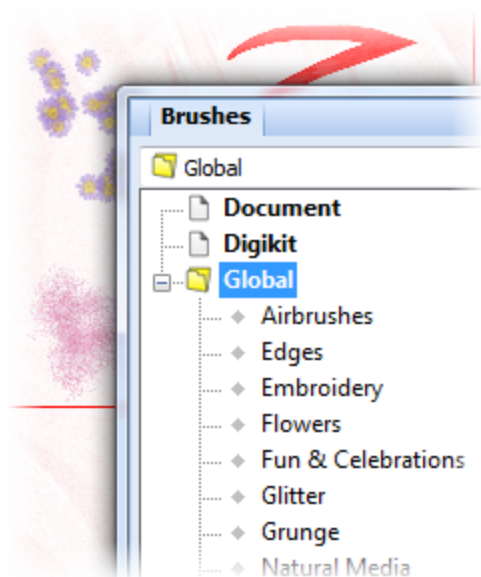 Brushes
Global
Document
Digikit
Global
Airbrushes
Edges
Embroidery
Flowers
Fun & Celebrations
Glitter
Grunge
Natural Media